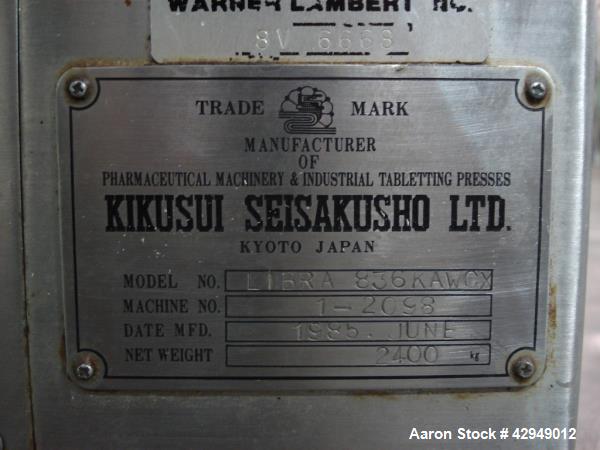 WARNER LAMBERT
8V 6668
TRADE MARK
MANUFACTURER
OF
PHARMACEUTICAL MACHINERY & INDUSTRIAL TABLETTING PRESSES
KIKUSUI SEISAKUSHO LTD.
KYOTO JAPAN
MODEL NO. LIBRA 836KAWCX
MACHINE NO. 1-2098
DATE MFD. 1985. JUNE
NET WEIGHT 2400 kg
Aaron Stock # 42949012